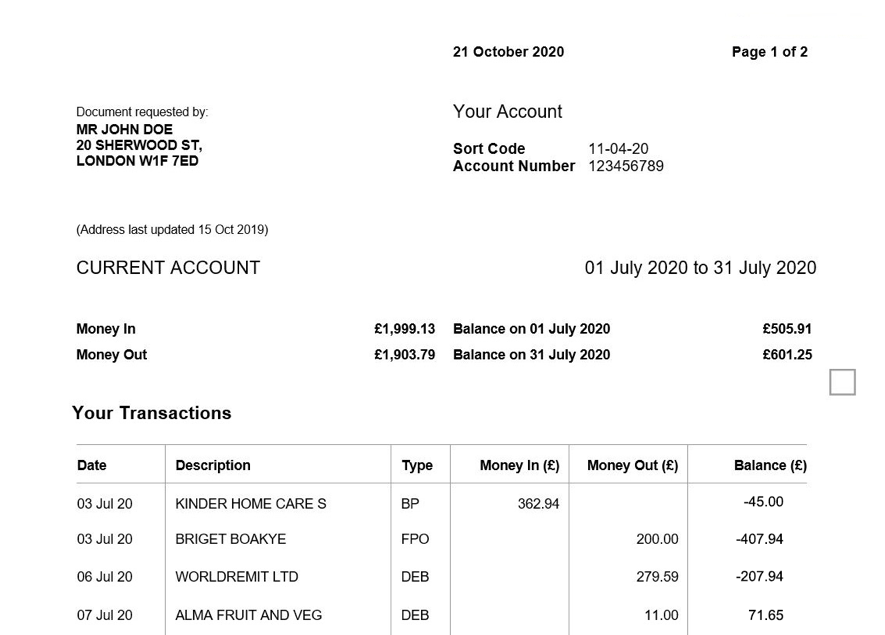 21 October 2020 Page 1 of 2
Document requested by:
MR JOHN DOE
20 SHERWOOD ST,
LONDON W1F 7ED
Your Account
Sort Code 11-04-20
Account Number 123456789
(Address last updated 15 Oct 2019)
CURRENT ACCOUNT 01 July 2020 to 31 July 2020
Money In £1,999.13 Balance on 01 July 2020 £505.91
Money Out £1,903.79 Balance on 31 July 2020 £601.25
Your Transactions
Date Description Type Money In (£) Money Out (£) Balance (£)
03 Jul 20 KINDER HOME CARE S BP 362.94 -45.00
03 Jul 20 BRIGET BOAKYE FPO 200.00 -407.94
06 Jul 20 WORLDREMIT LTD DEB 279.59 -207.94
07 Jul 20 ALMA FRUIT AND VEG DEB 11.00 71.65